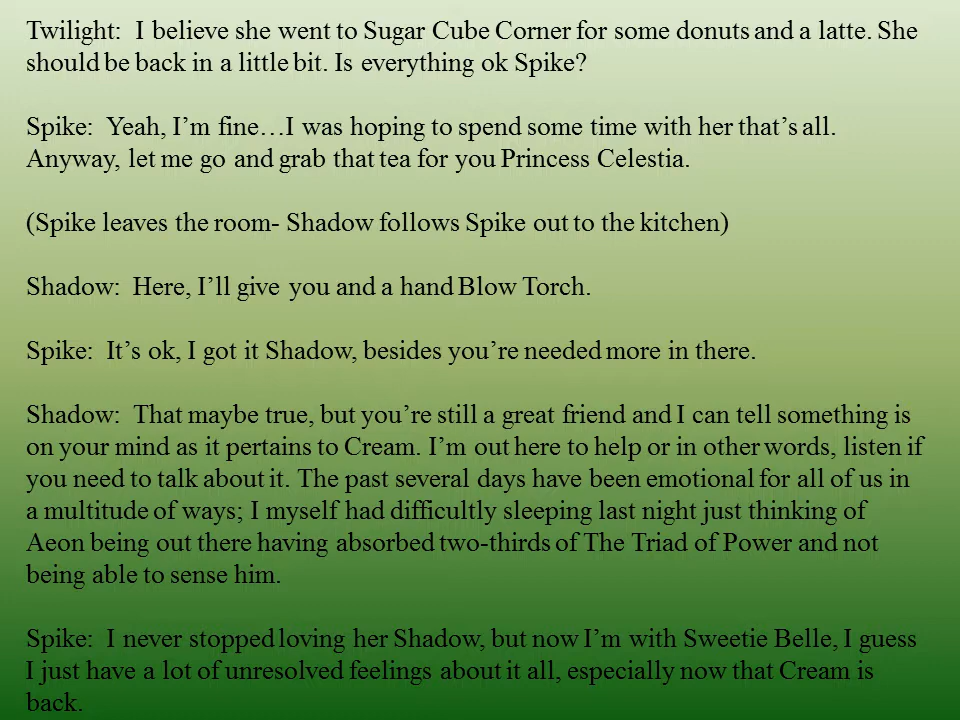 Twilight:  I believe she went to Sugar Cube Corner for some donuts and a latte. She
should be back in a little bit. Is everything ok Spike?
Spike:  Yeah, I’m fine…I was hoping to spend some time with her that’s all.
Anyway, let me go and grab that tea for you Princess Celestia.
(Spike leaves the room- Shadow follows Spike out to the kitchen)
Shadow:  Here, I’ll give you and a hand Blow Torch.
Spike:  It’s ok, I got it Shadow, besides you’re needed more in there.
Shadow:  That maybe true, but you’re still a great friend and I can tell something is
on your mind as it pertains to Cream. I’m out here to help or in other words, listen if
you need to talk about it. The past several days have been emotional for all of us in
a multitude of ways; I myself had difficultly sleeping last night just thinking of
Aeon being out there having absorbed two-thirds of The Triad of Power and not
being able to sense him.
Spike:  I never stopped loving her Shadow, but now I’m with Sweetie Belle, I guess
I just have a lot of unresolved feelings about it all, especially now that Cream is
back.